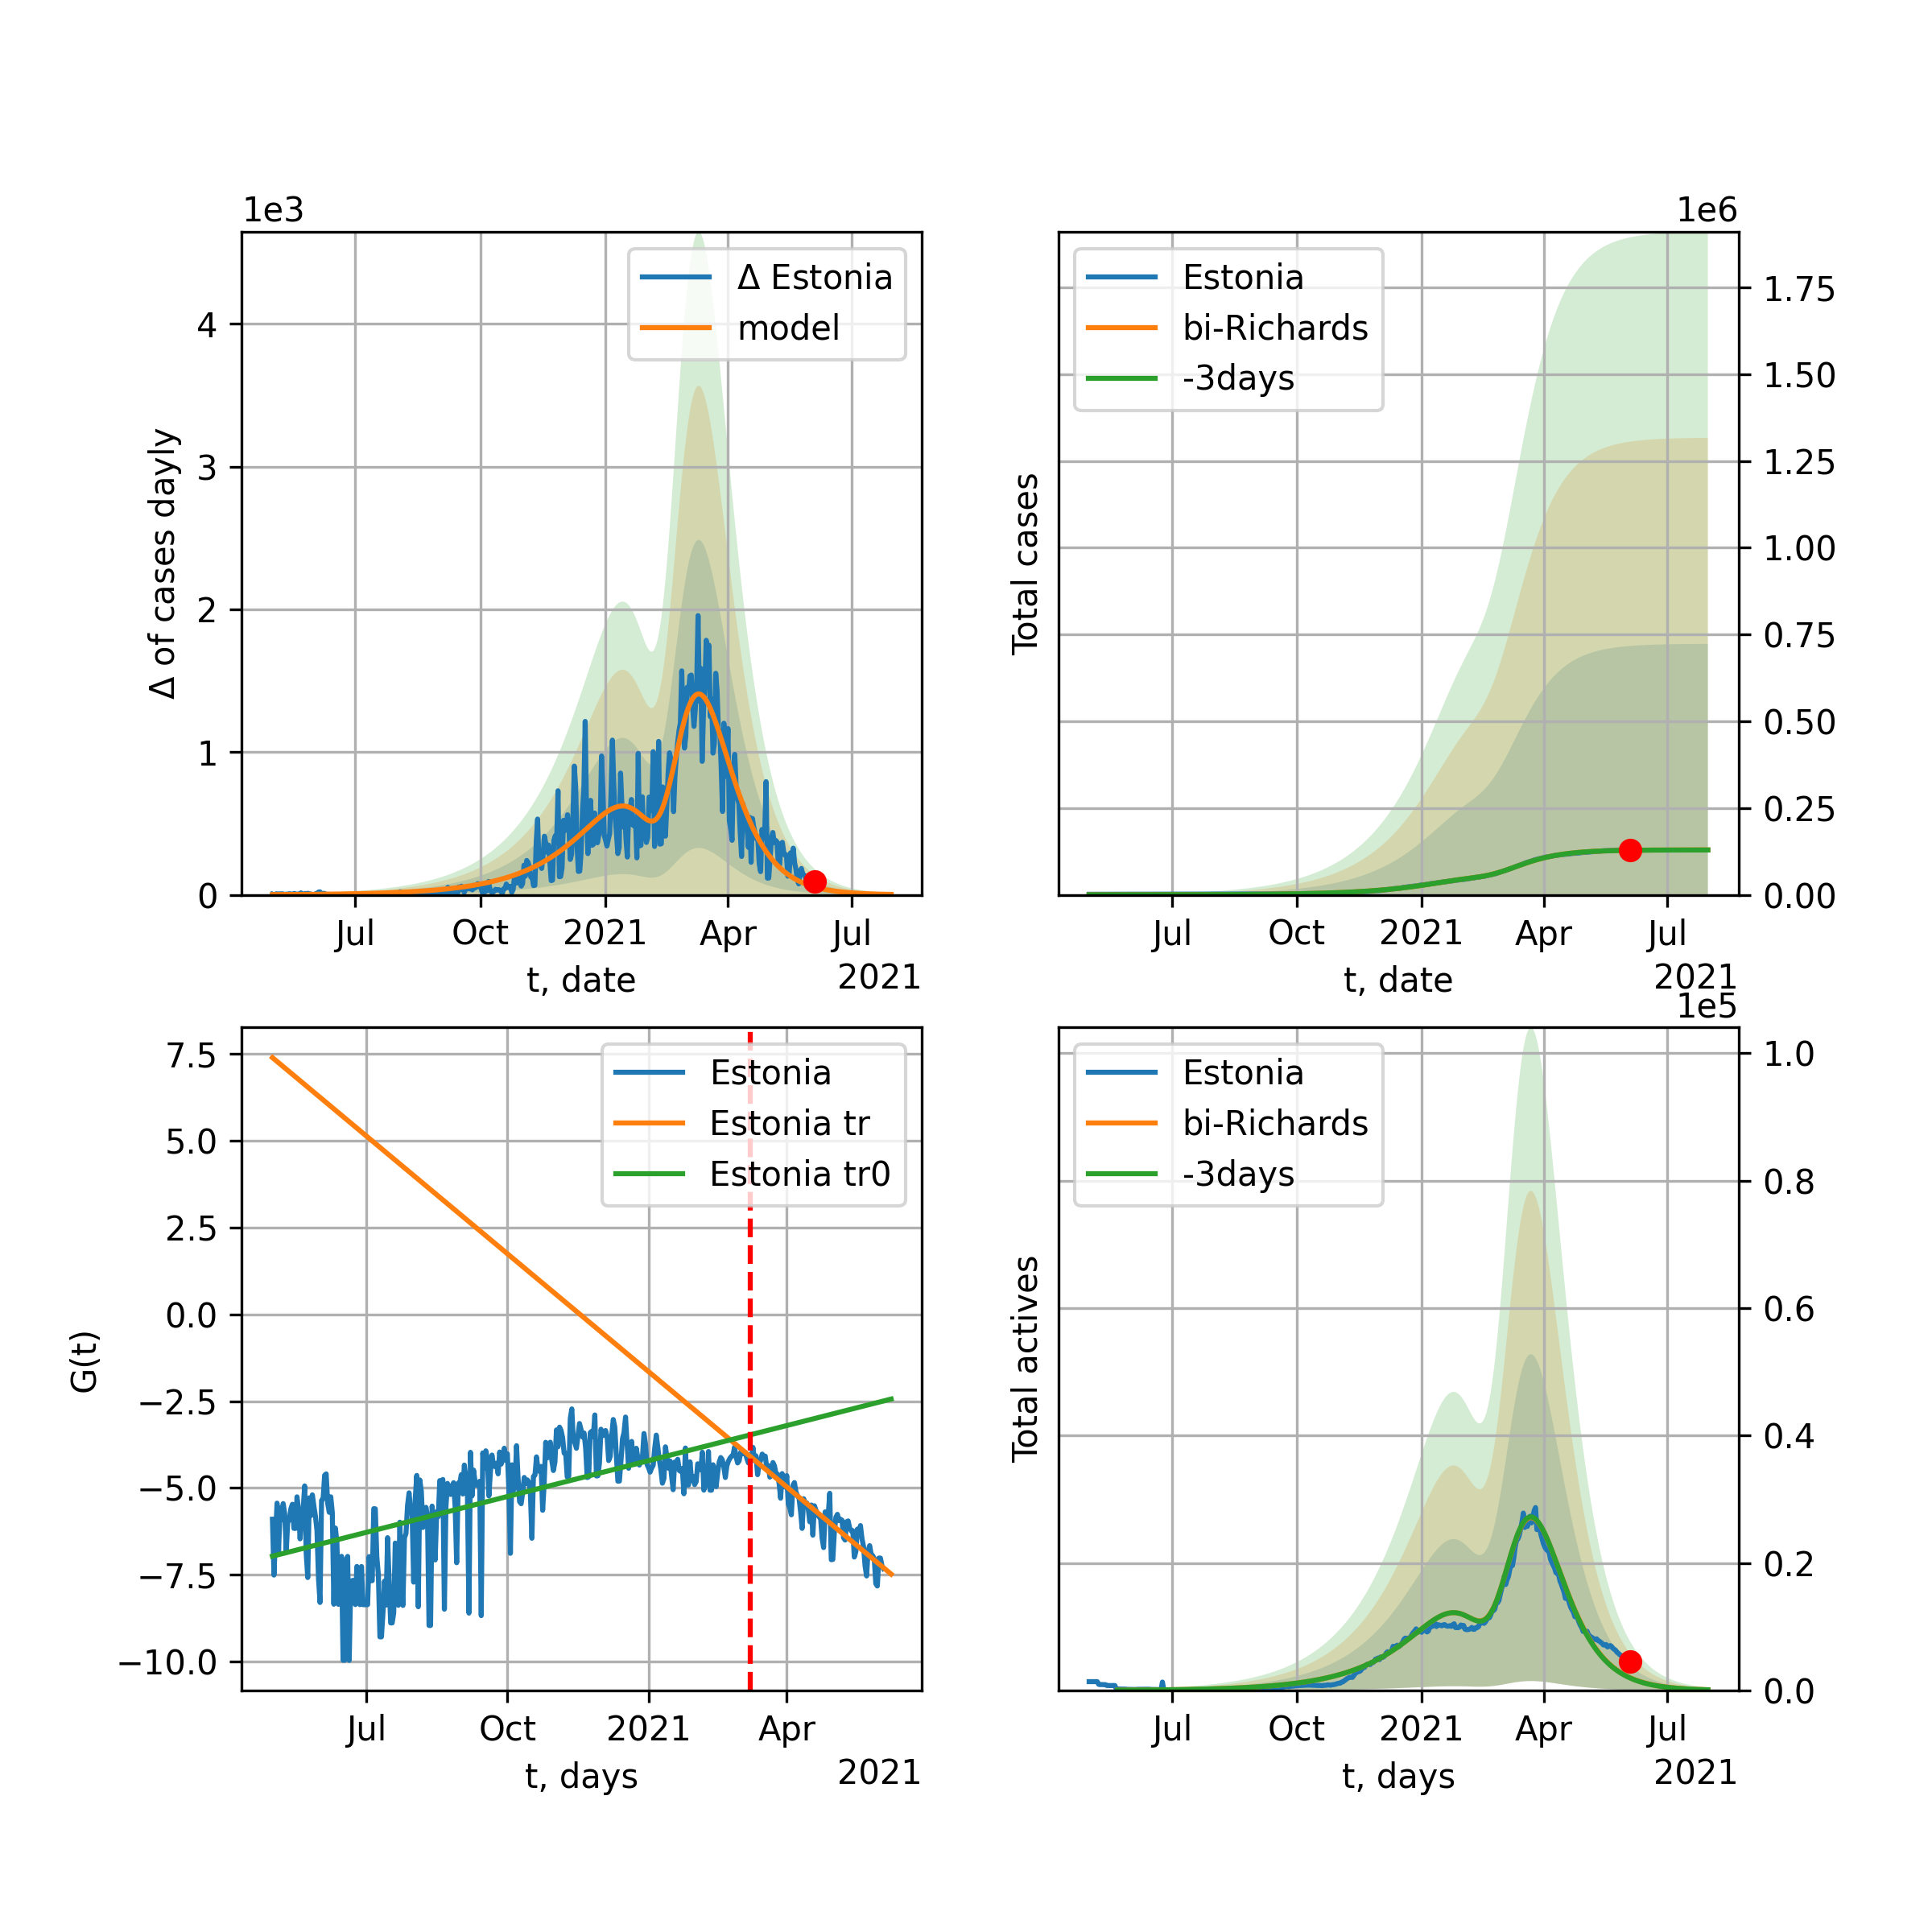 1e3
Δ Estonia
model
4
3
2
1
0
Δ of cases dayly
Jul
Oct
2021
Apr
Jul
t, date
2021
1e6
Estonia
bi-Richards
-3days
Total cases
1.75
1.50
1.25
1.00
0.75
0.50
0.25
0.00
Jul
Oct
2021
Apr
Jul
t, date
2021
Estonia
Estonia tr
Estonia tr0
7.5
5.0
2.5
0.0
−2.5
−5.0
−7.5
−10.0
G(t)
Jul
Oct
2021
Apr
t, days
2021
1e5
Estonia
bi-Richards
-3days
Total actives
1.0
0.8
0.6
0.4
0.2
0.0
Jul
Oct
2021
Apr
Jul
t, days
2021